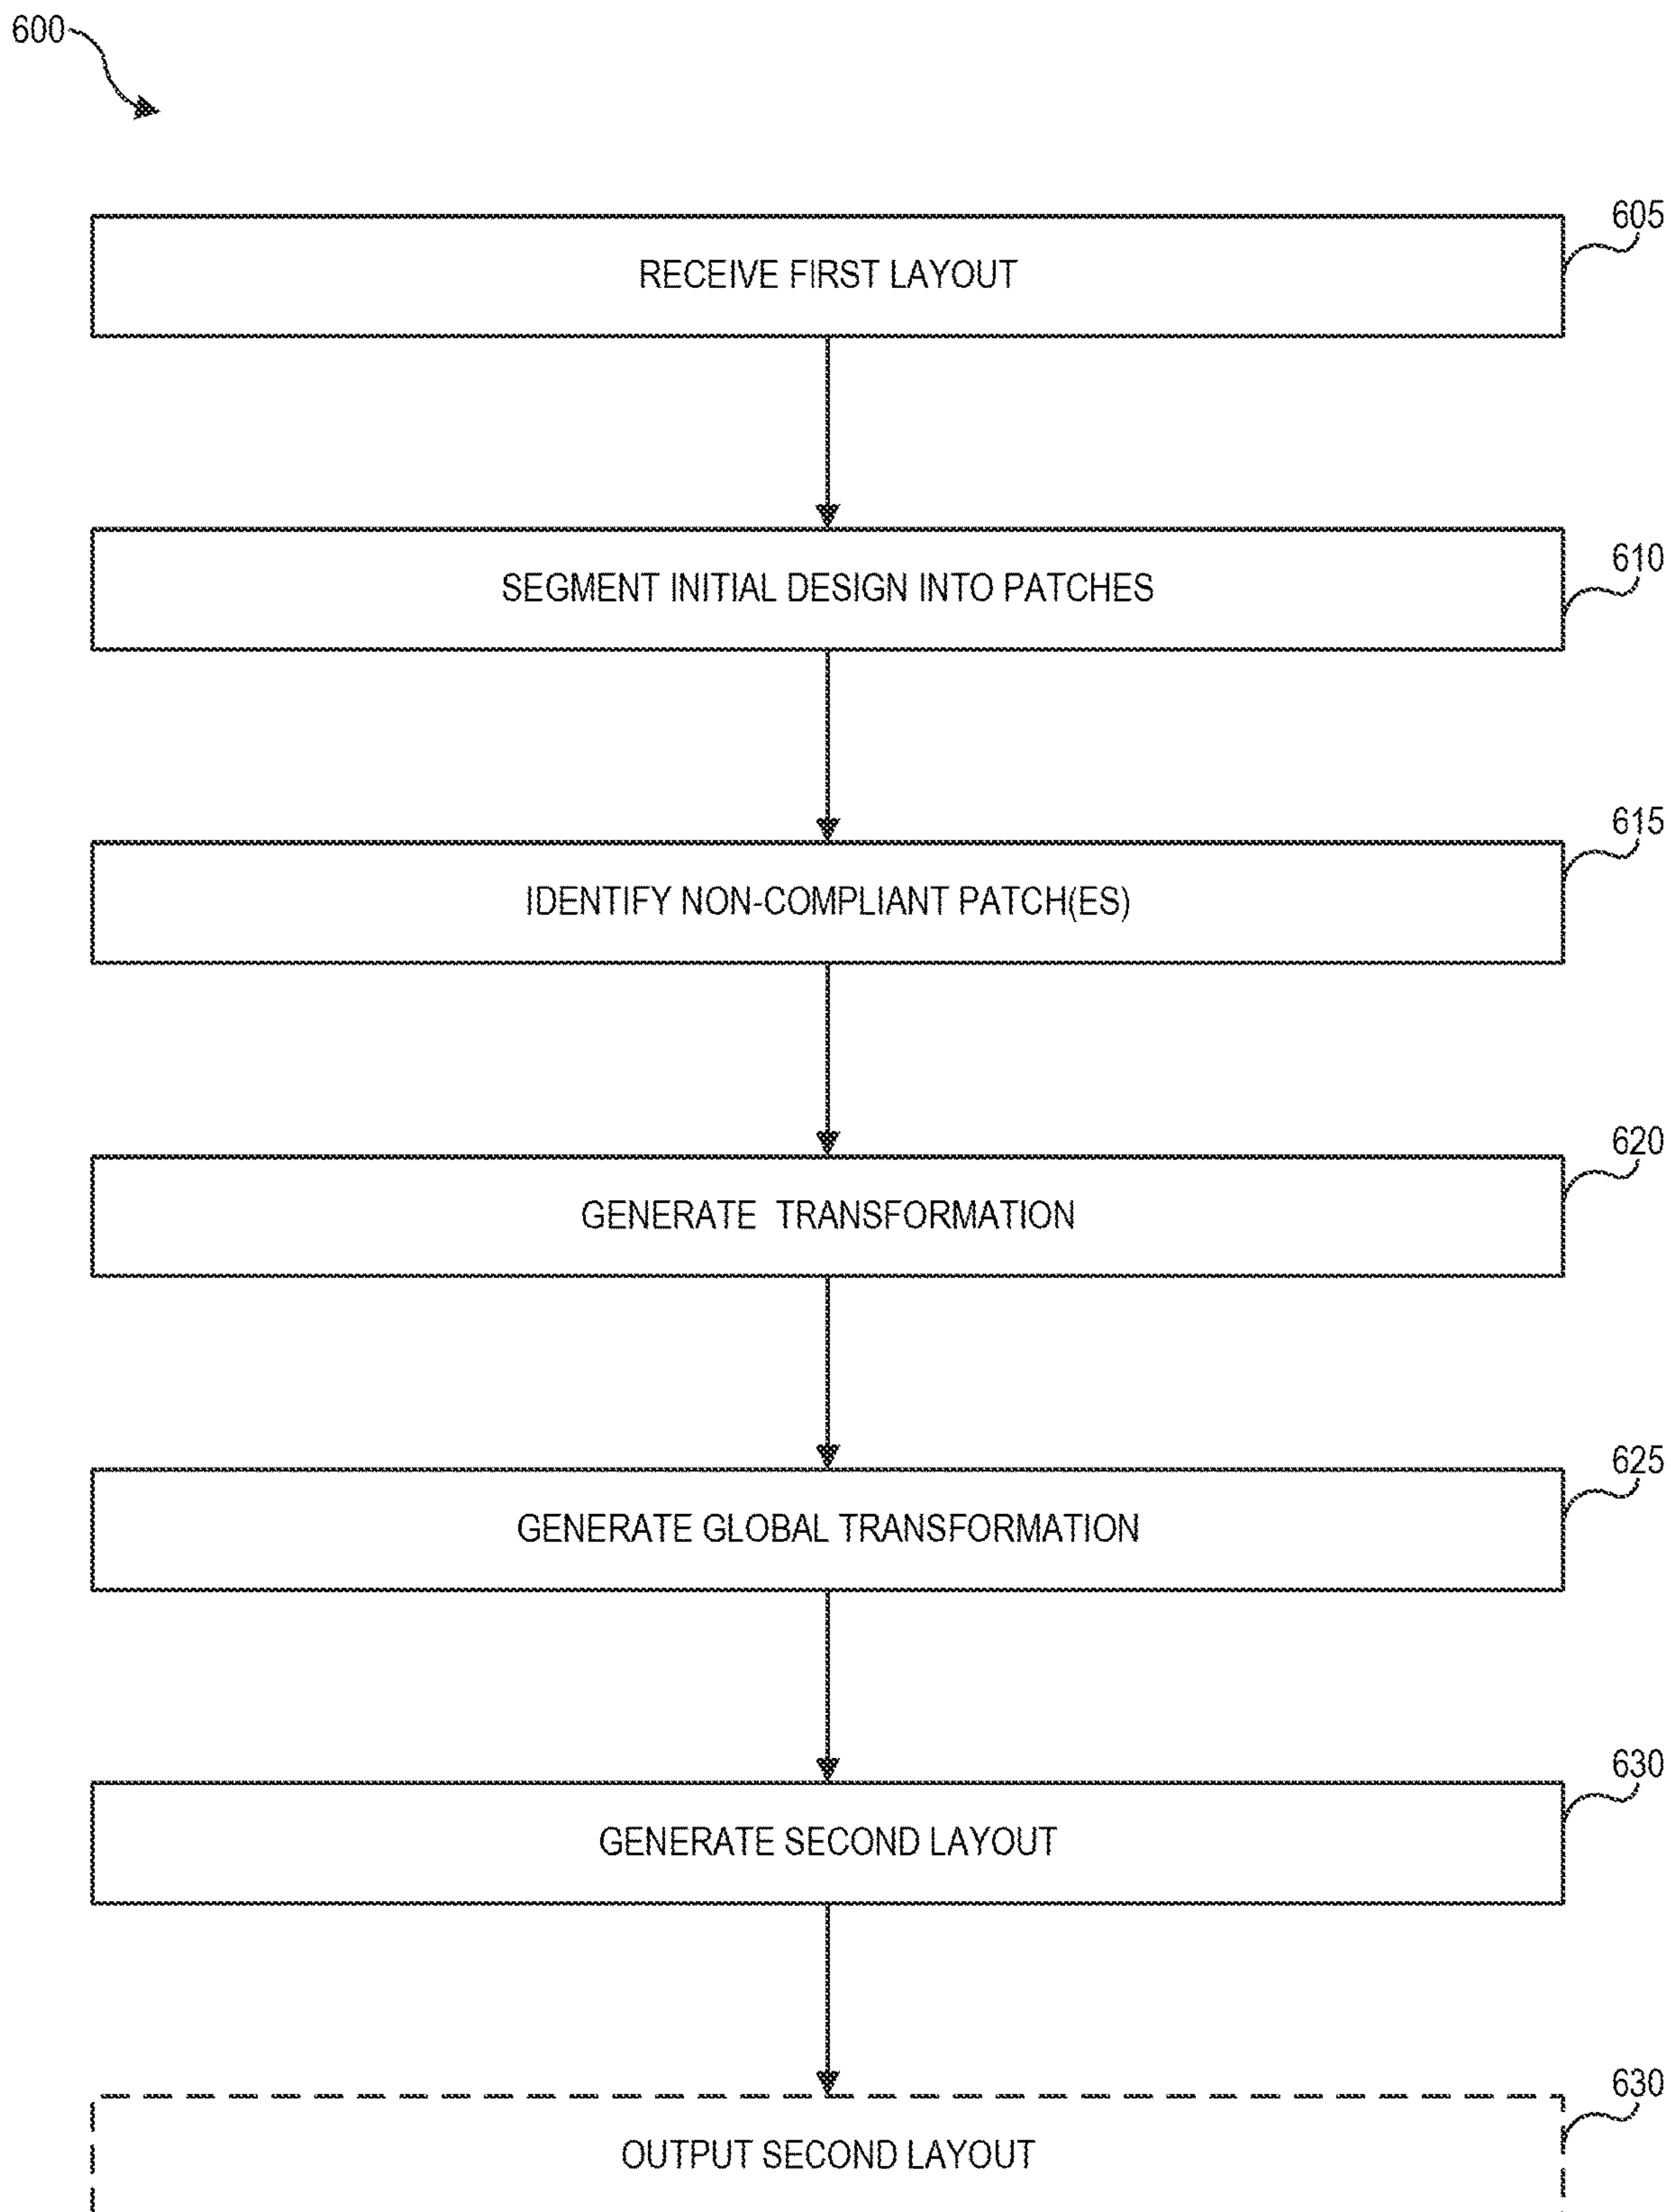 600
605
RECEIVE FIRST LAYOUT
610
SEGMENT INITIAL DESIGN INTO PATCHES
615
IDENTIFY NON-COMPLIANT PATCH(ES)
620
GENERATE TRANSFORMATION
625
GENERATE GLOBAL TRANSFORMATION
630
GENERATE SECOND LAYOUT
630
OUTPUT SECOND LAYOUT